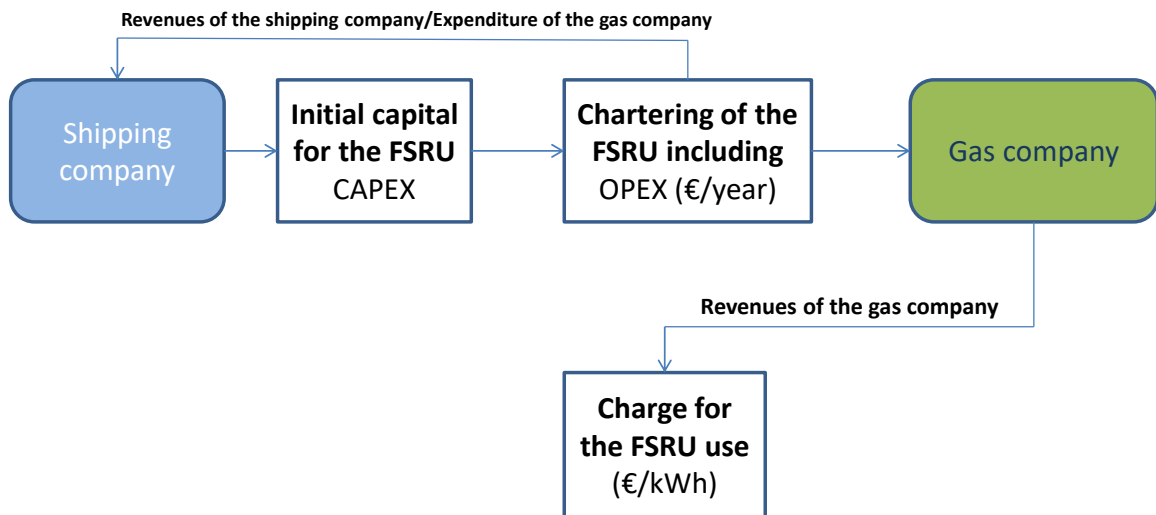 Revenues of the shipping company/Expenditure of the gas company
Shipping
company
Initial capital
for the FSRU
CAPEX
Chartering of the
FSRU including
OPEX (€/year)
Gas company
Revenues of the gas company
Charge for
the FSRU use
(€/kWh)